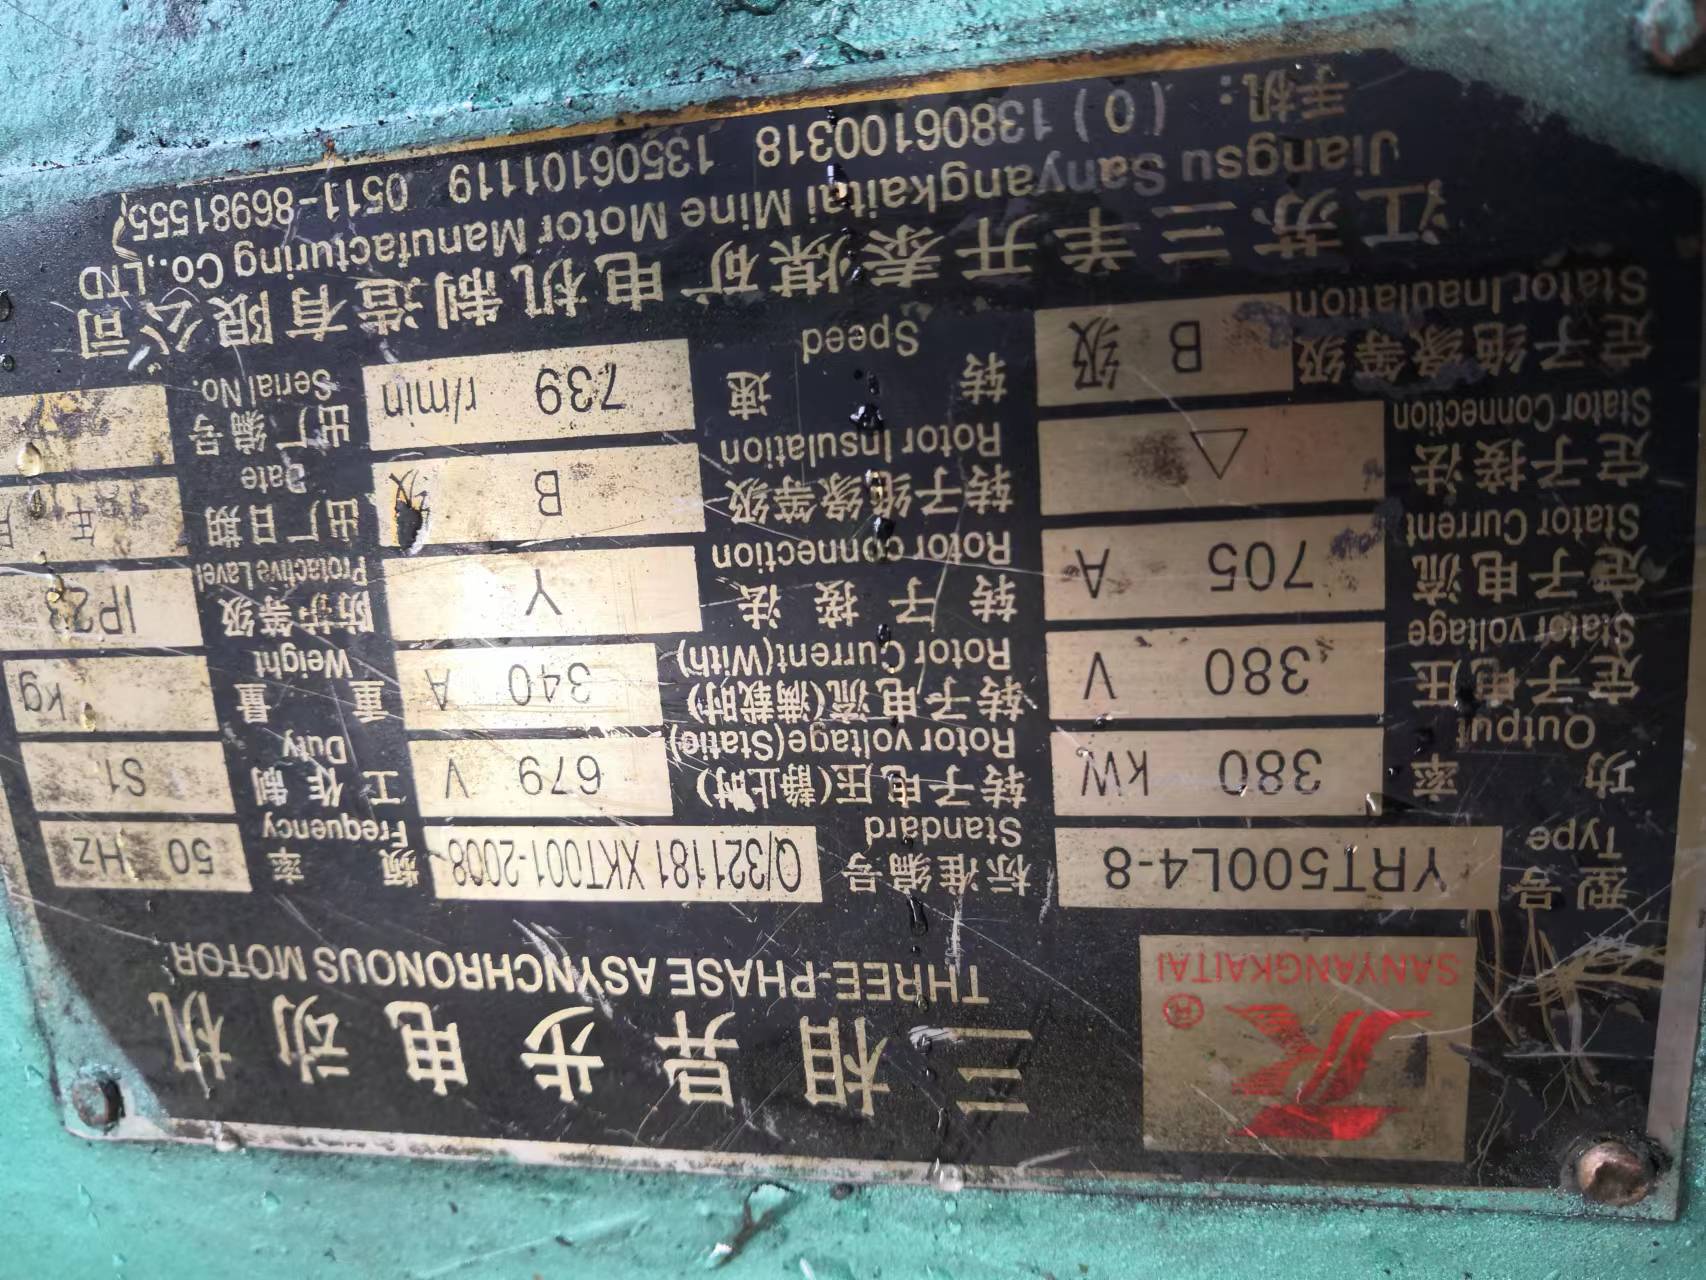 SANYANGKAITAI
三相异步电动机
THREE-PHASE ASYNCHRONOUS MOTOR
型号 Type YRT500L4-8
标准编号 Standard Q/321181 XKT001-2008
频率 Frequency 50 Hz
功率 Output 380 kW
转子电压(静止时) Rotor voltage(Static) 679 V
工作制 Duty S1
定子电压 Stator voltage 380 V
转子电流(满载时) Rotor Current(With) 340 A
重量 Weight kg
定子电流 Stator Current 705 A
转子接法 Rotor connection Y
防护等级 Protactive Lavel IP23
定子接法 Stator Connection △
转子绝缘等级 Rotor Insulation B 级
出厂日期 Date 年 月
定子绝缘等级 Stator Inaulation B 级
转速 Speed 739 r/min
出厂编号 Serial No.
江苏三羊开泰煤矿电机制造有限公司
Jiangsu Sanyangkaitai Mine Motor Manufacturing Co.,LTD
手机：(0)13806100318 13506101119 0511-86981555